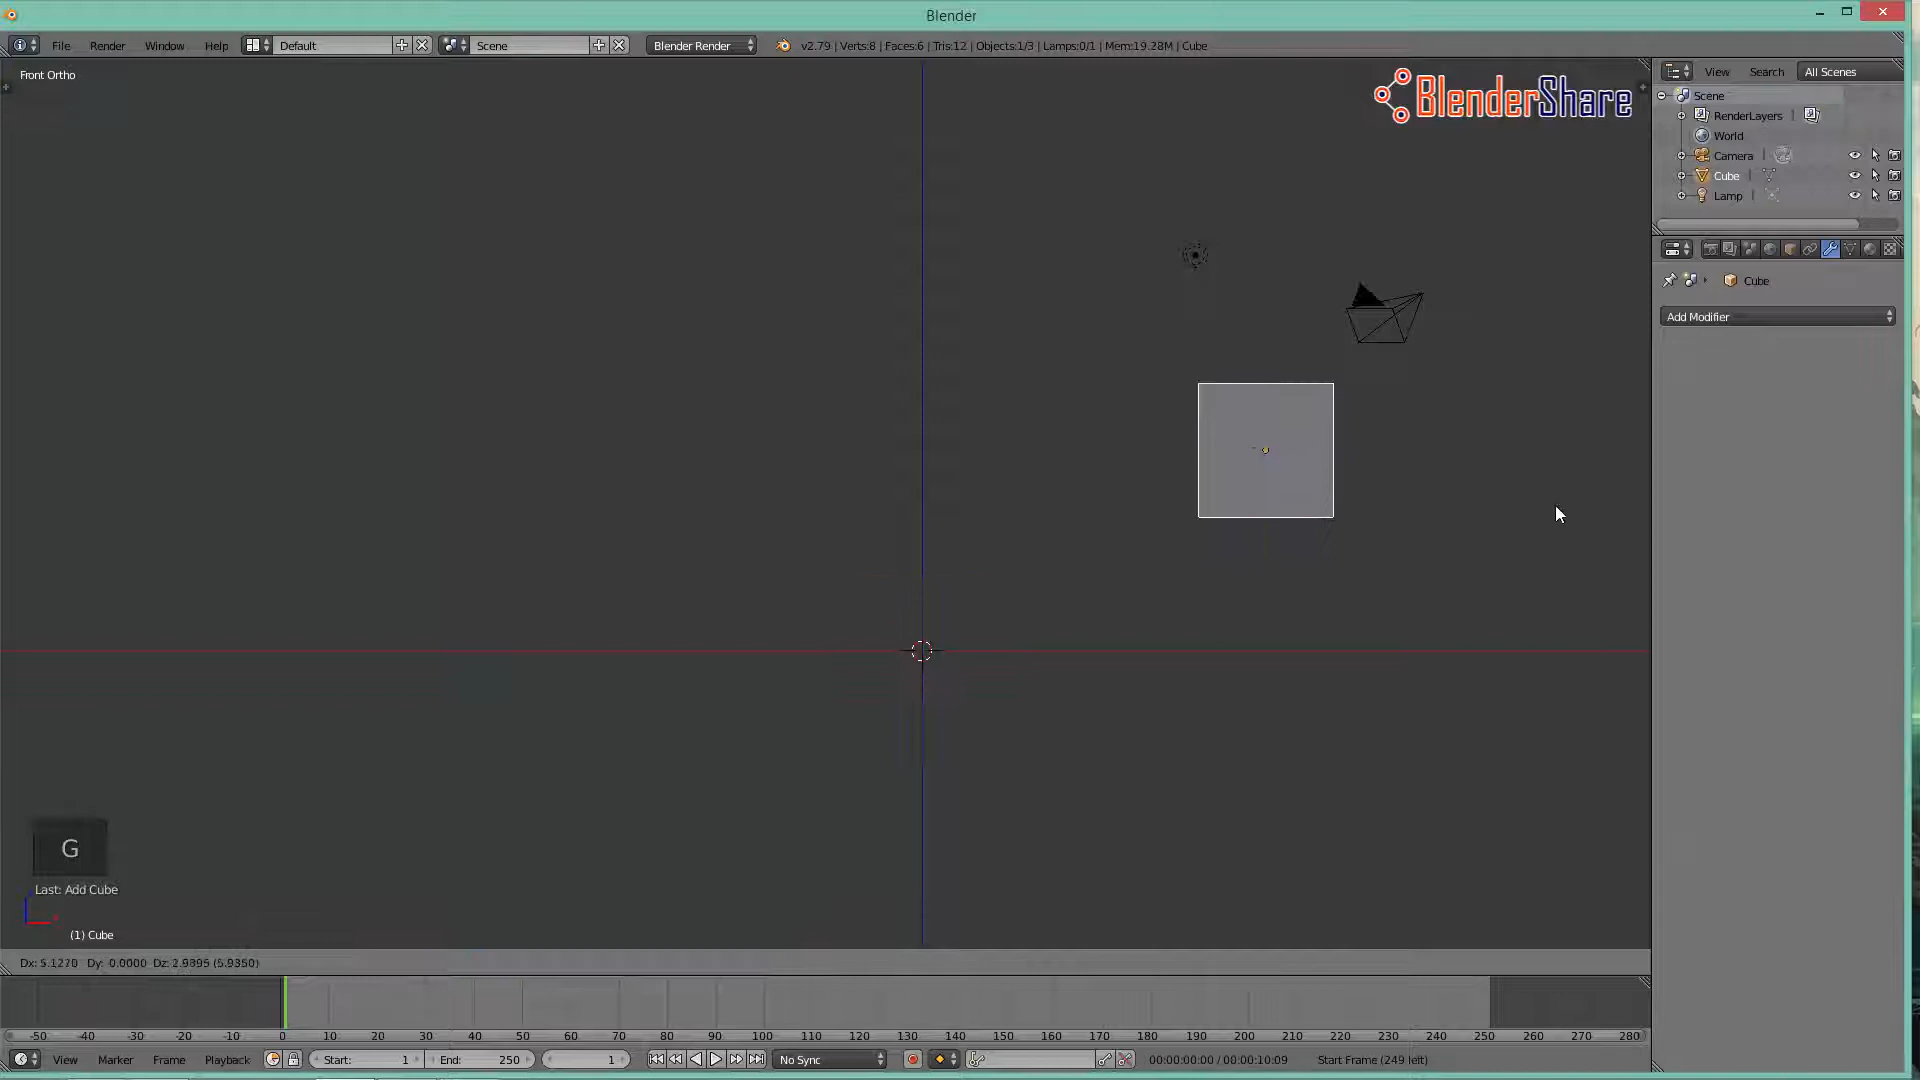 Blender
File Render Window Help Default Scene Blender Render v2.79 | Verts:8 | Faces:6 | Tris:12 | Objects:1/3 | Lamps:0/1 | Mem:19.28M | Cube
Front Ortho
BlenderShare
View Search All Scenes
Scene
RenderLayers |
World
Camera |
Cube |
Lamp |
Cube
Add Modifier
G
Last: Add Cube
(1) Cube
Dx: 5.1270 Dy: -0.0000 Dz: 2.9895 (5.9350)
-50 -40 -30 -20 -10 0 10 20 30 40 50 60 70 80 90 100 110 120 130 140 150 160 170 180 190 200 210 220 230 240 250 260 270 280
View Marker Frame Playback Start: 1 End: 250 1 No Sync 00:00:00:00 / 00:00:10:09 Start Frame (249 left)